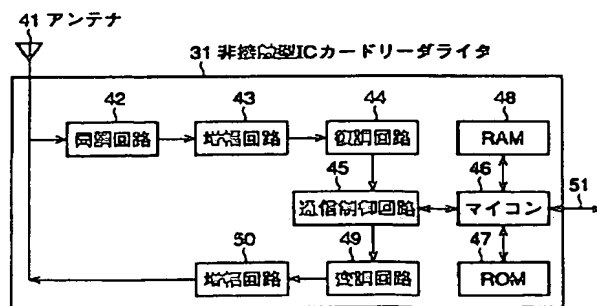 41 アンテナ
31 非接触型ICカードリーダライタ
42
43
44
48
同調回路
増幅回路
復調回路
RAM
45
46
51
通信制御回路
マイコン
50
49
47
増幅回路
変調回路
ROM